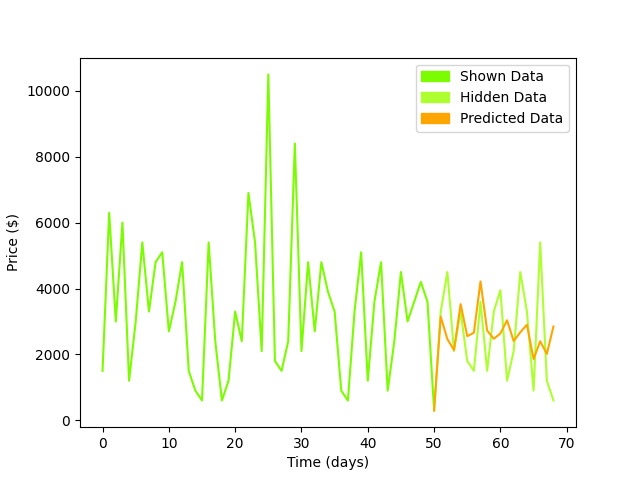 Shown Data
Hidden Data
Predicted Data
10000
8000
6000
4000
2000
0
Price ($)
0 10 20 30 40 50 60 70
Time (days)